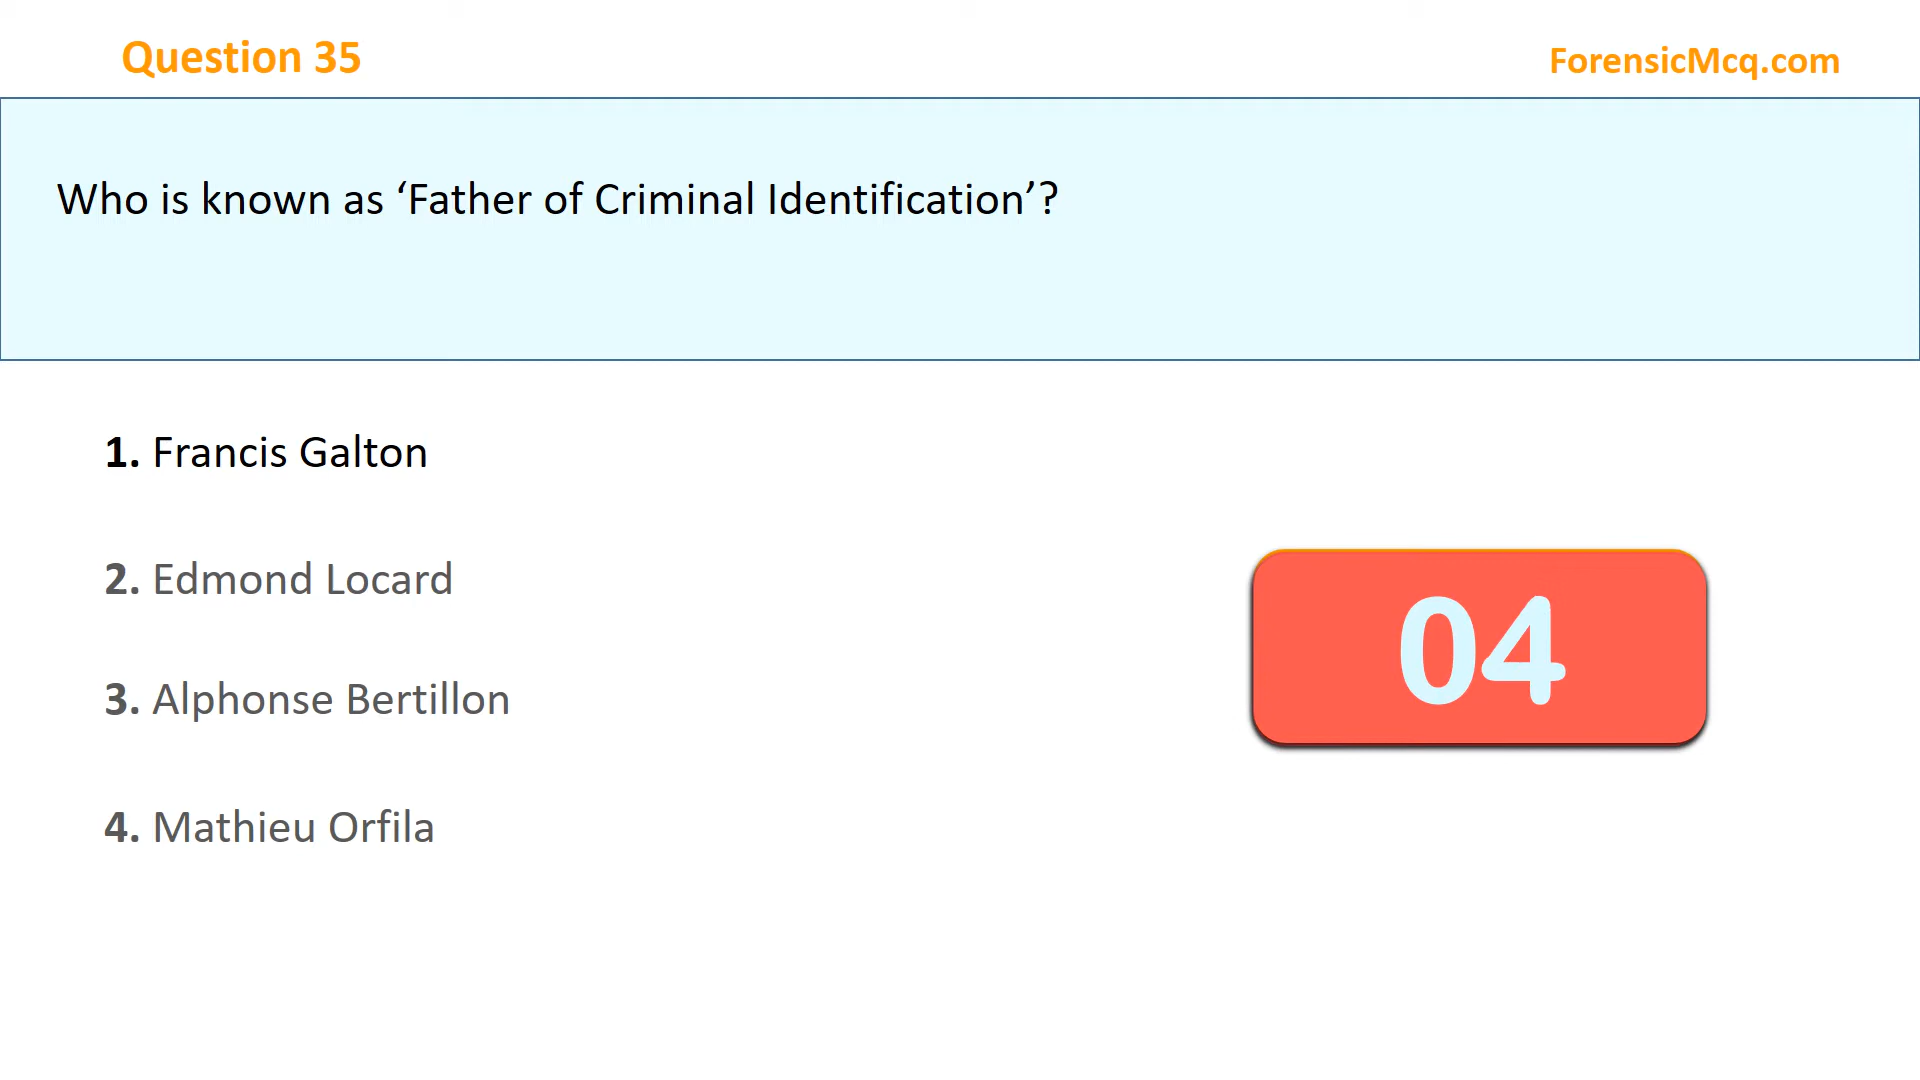 Question 35
ForensicMcq.com
Who is known as ‘Father of Criminal Identification’?
1. Francis Galton
2. Edmond Locard
3. Alphonse Bertillon
04
4. Mathieu Orfila